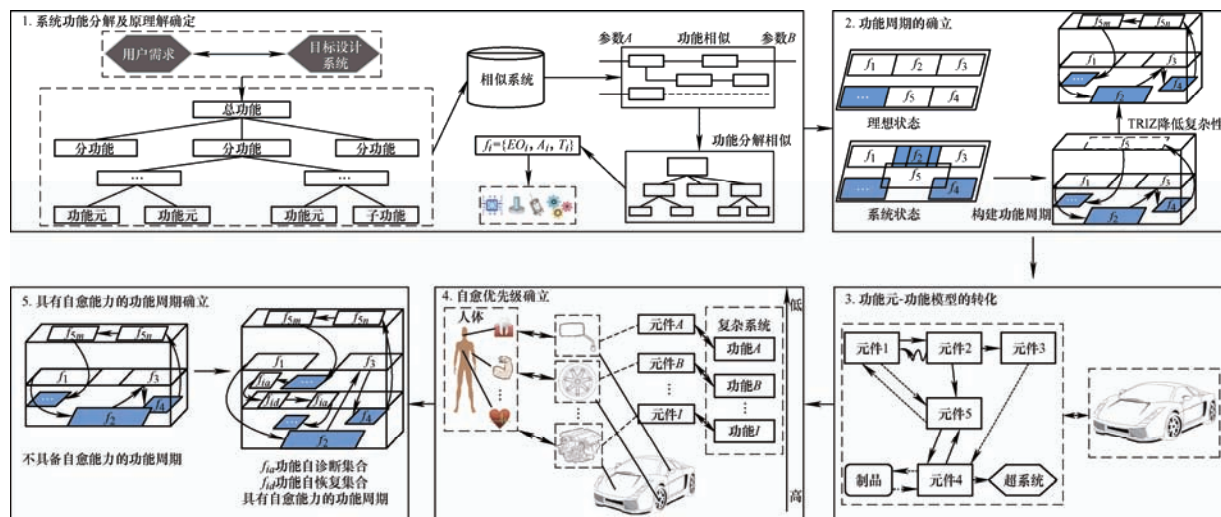 1. 系统功能分解及原理解确定
用户需求
目标设计
系统
总功能
分功能
分功能
分功能
…
…
功能元
功能元
功能元
子功能
相似系统
参数A
功能相似
参数B
功能分解相似
fi={EOi, Ai, Ti}
2. 功能周期的确立
f1
f2
f3
…
f5
f4
理想状态
f1
f2
f3
f5
…
f4
系统状态
构建功能周期
f5m
f5n
f1
f3
…
f4
f2
TRIZ降低复杂性
f5
f1
f3
…
f4
f2
3. 功能元-功能模型的转化
元件1
元件2
元件3
元件5
制品
元件4
超系统
4. 自愈优先级确立
低
人体
元件A
复杂系统
功能A
元件B
功能B
⋮
⋮
⋮
元件I
功能I
高
5. 具有自愈能力的功能周期确立
f5m
f5n
f1
f3
…
f4
f2
不具备自愈能力的功能周期
f5m
f5n
f1
f3
fia
…
fid
fia
…
f4
f2
fia功能自诊断集合
fid功能自恢复集合
具有自愈能力的功能周期